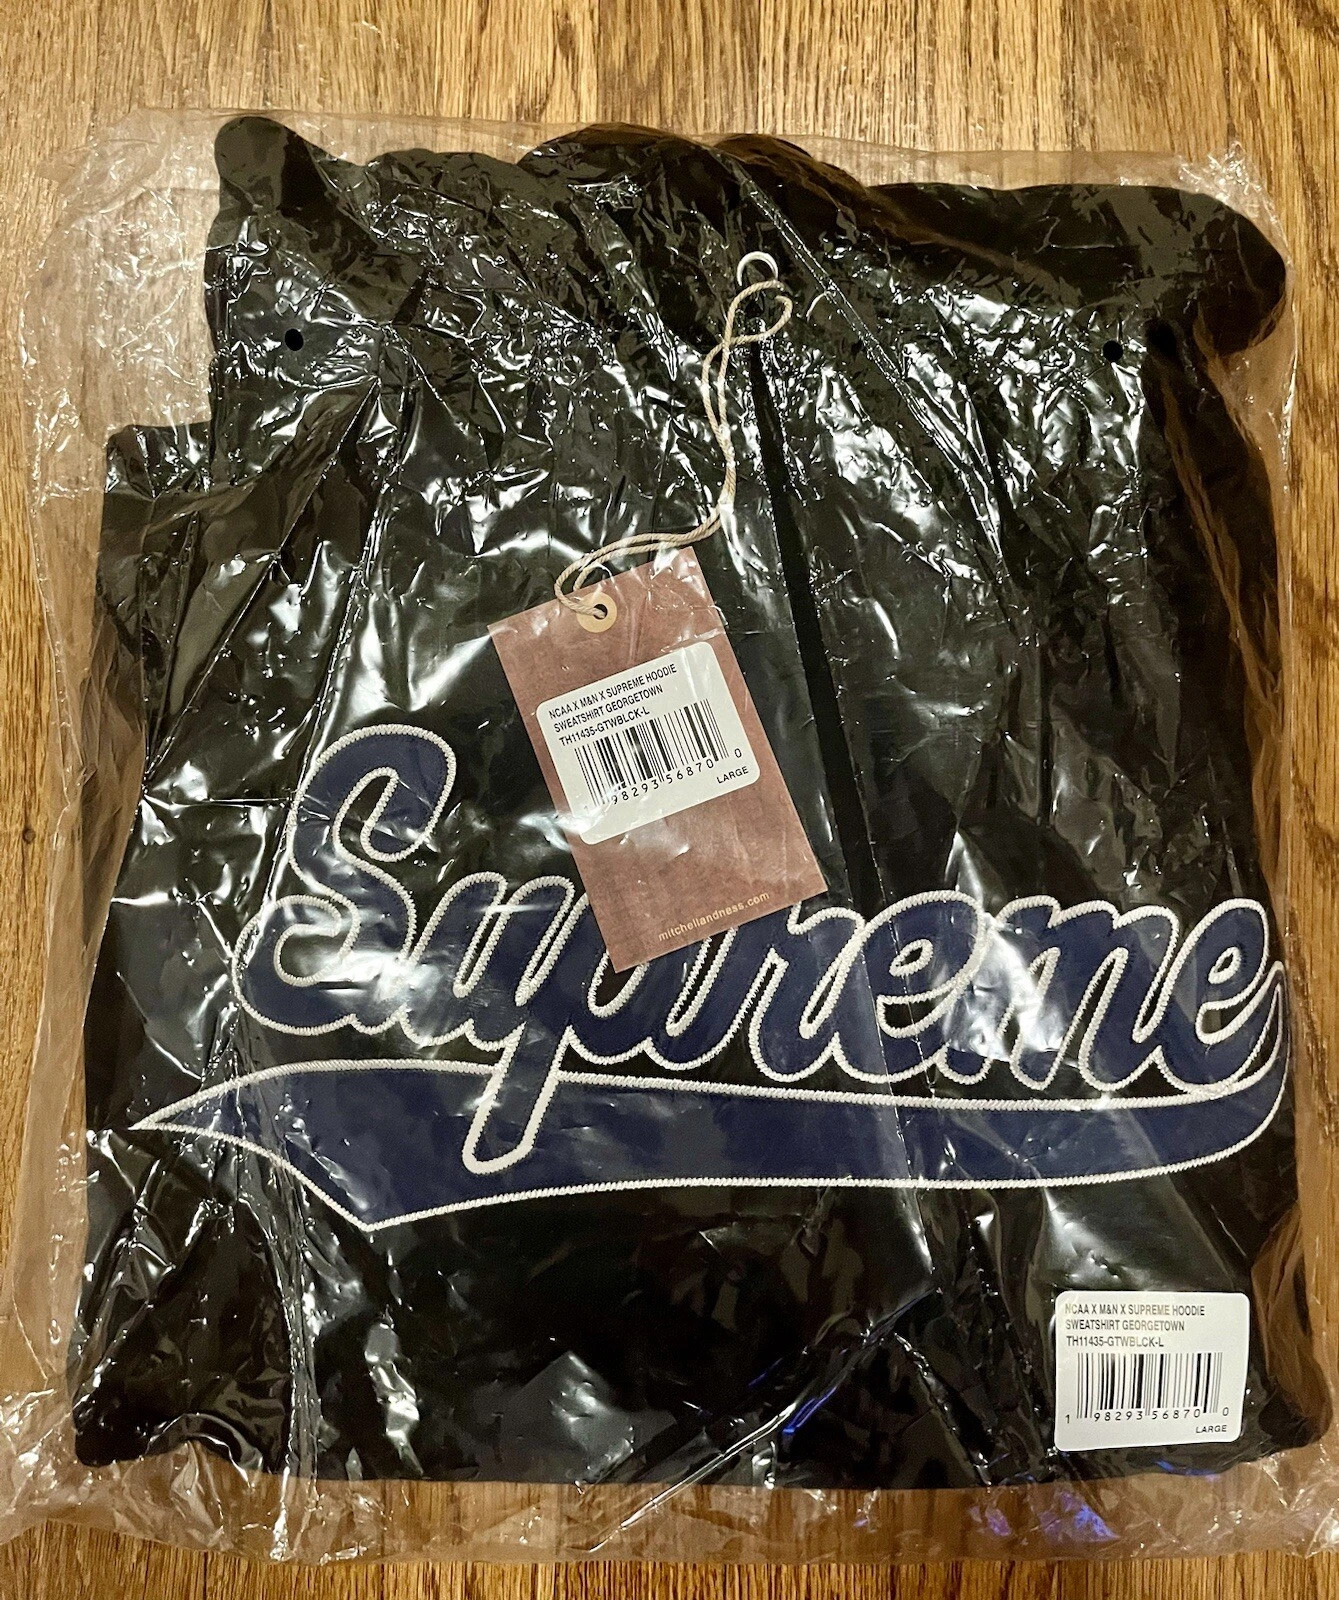 NCAA X M&N X SUPREME HOODIE
SWEATSHIRT GEORGETOWN
TH11435-GTWBLCK-L
1 98293 56870 0
LARGE
mitchellandness.com
Supreme
NCAA X M&N X SUPREME HOODIE
SWEATSHIRT GEORGETOWN
TH11435-GTWBLCK-L
1 98293 56870 0
LARGE